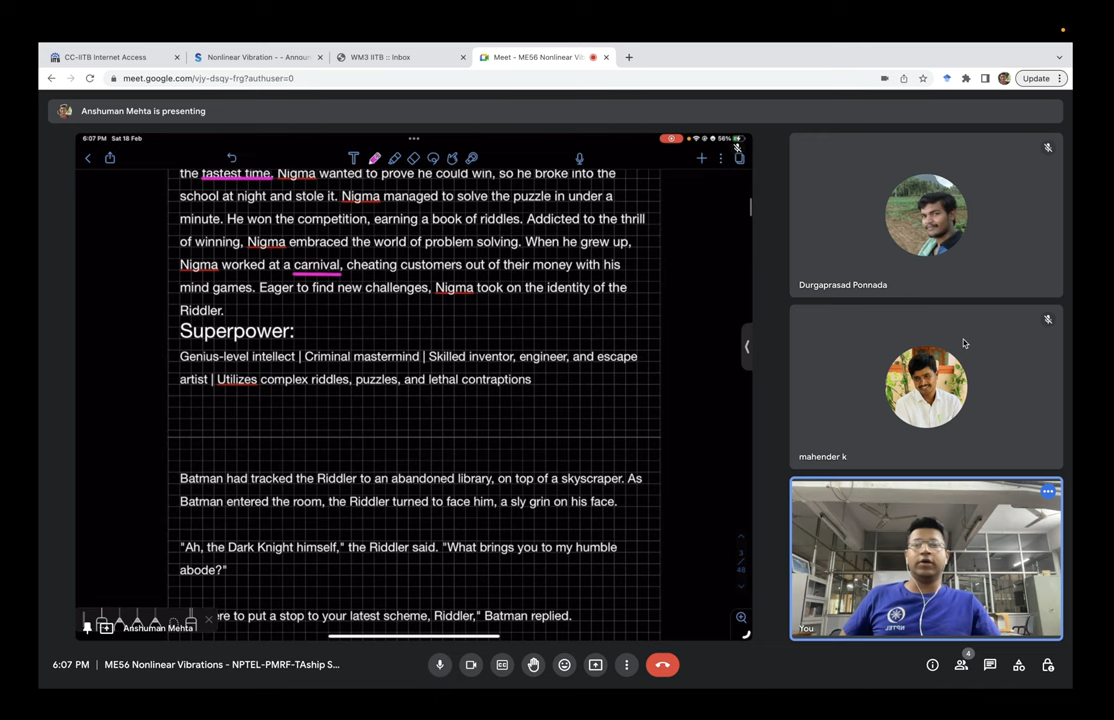 CC-IITB Internet Access
Nonlinear Vibration - - Announ
WM3 IITB :: Inbox
Meet - ME56 Nonlinear Vib
meet.google.com/vjy-dsqy-frg?authuser=0
Update
Anshuman Mehta is presenting
6:07 PM Sat 18 Feb
56%
the fastest time. Nigma wanted to prove he could win, so he broke into the
school at night and stole it. Nigma managed to solve the puzzle in under a
minute. He won the competition, earning a book of riddles. Addicted to the thrill
of winning, Nigma embraced the world of problem solving. When he grew up,
Nigma worked at a carnival, cheating customers out of their money with his
mind games. Eager to find new challenges, Nigma took on the identity of the
Riddler.
Superpower:
Genius-level intellect | Criminal mastermind | Skilled inventor, engineer, and escape
artist | Utilizes complex riddles, puzzles, and lethal contraptions
Batman had tracked the Riddler to an abandoned library, on top of a skyscraper. As
Batman entered the room, the Riddler turned to face him, a sly grin on his face.
"Ah, the Dark Knight himself," the Riddler said. "What brings you to my humble
abode?"
ere to put a stop to your latest scheme, Riddler," Batman replied.
Anshuman Mehta
3
/
48
Durgaprasad Ponnada
mahender k
You
NPTEL
6:07 PM | ME56 Nonlinear Vibrations - NPTEL-PMRF-TAship S...
4